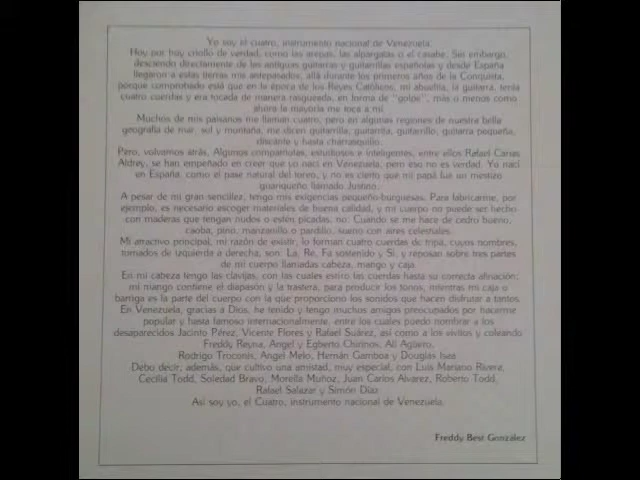 Yo soy el cuatro, instrumento nacional de Venezuela.
Hoy por hoy criollo de verdad, como las arepas, las alpargatas o el casabe. Sin embargo,
desciendo directamente de las antiguas guitarras y guitarrillas españolas y desde España
llegaron a estas tierras mis antepasados, allá durante los primeros años de la Conquista,
porque comprobado está que en la época de los Reyes Católicos, mi abuelita, la guitarra, tenía
cuatro cuerdas y era tocada de manera rasgueada, en forma de "golpe", más o menos como
ahora la mayoría me toca a mí.
Muchos de mis paisanos me llaman cuatro, pero en algunas regiones de nuestra bella
geografía de mar, sol y montaña, me dicen guitarrilla, guitarrita, guitarrillo, guitarra pequeña,
discante y hasta charrasquillo.
Pero, volvamos atrás. Algunos compatriotas, estudiosos e inteligentes, entre ellos Rafael Carías
Aldrey, se han empeñado en creer que yo nací en Venezuela, pero eso no es verdad. Yo nací
en España, como el pase natural del toreo, y no es cierto que mi papá fue un mestizo
guariqueño llamado Justino.
A pesar de mi gran sencillez, tengo mis exigencias pequeño-burguesas. Para fabricarme, por
ejemplo, es necesario escoger materiales de buena calidad, y mi cuerpo no puede ser hecho
con maderas que tengan nudos o estén picadas, no. Cuando se me hace de cedro bueno,
caoba, pino, manzanillo o pardillo, sueno con aires celestiales.
Mi atractivo principal, mi razón de existir, lo forman cuatro cuerdas de tripa, cuyos nombres,
tomados de izquierda a derecha, son: La, Re, Fa sostenido y Si, y reposan sobre tres partes
de mi cuerpo llamadas cabeza, mango y caja.
En mi cabeza tengo las clavijas, con las cuales estiro las cuerdas hasta su correcta afinación;
mi mango contiene el diapasón y la trastera, para producir los tonos, mientras mi caja o
barriga es la parte del cuerpo con la que proporciono los sonidos que hacen disfrutar a tantos.
En Venezuela, gracias a Dios, he tenido y tengo muchos amigos preocupados por hacerme
popular y hasta famoso internacionalmente, entre los cuales puedo nombrar a los
desaparecidos Jacinto Pérez, Vicente Flores y Rafael Suárez, así como a los vivitos y coleando
Freddy Reyna, Angel y Egberto Chirinos, Alí Agüero,
Rodrigo Troconis, Angel Melo, Hernán Gamboa y Douglas Isea.
Debo decir, además, que cultivo una amistad, muy especial, con Luis Mariano Rivera,
Cecilia Todd, Soledad Bravo, Morella Muñoz, Juan Carlos Alvarez, Roberto Todd,
Rafael Salazar y Simón Díaz
Así soy yo, el Cuatro, instrumento nacional de Venezuela.
Freddy Best González